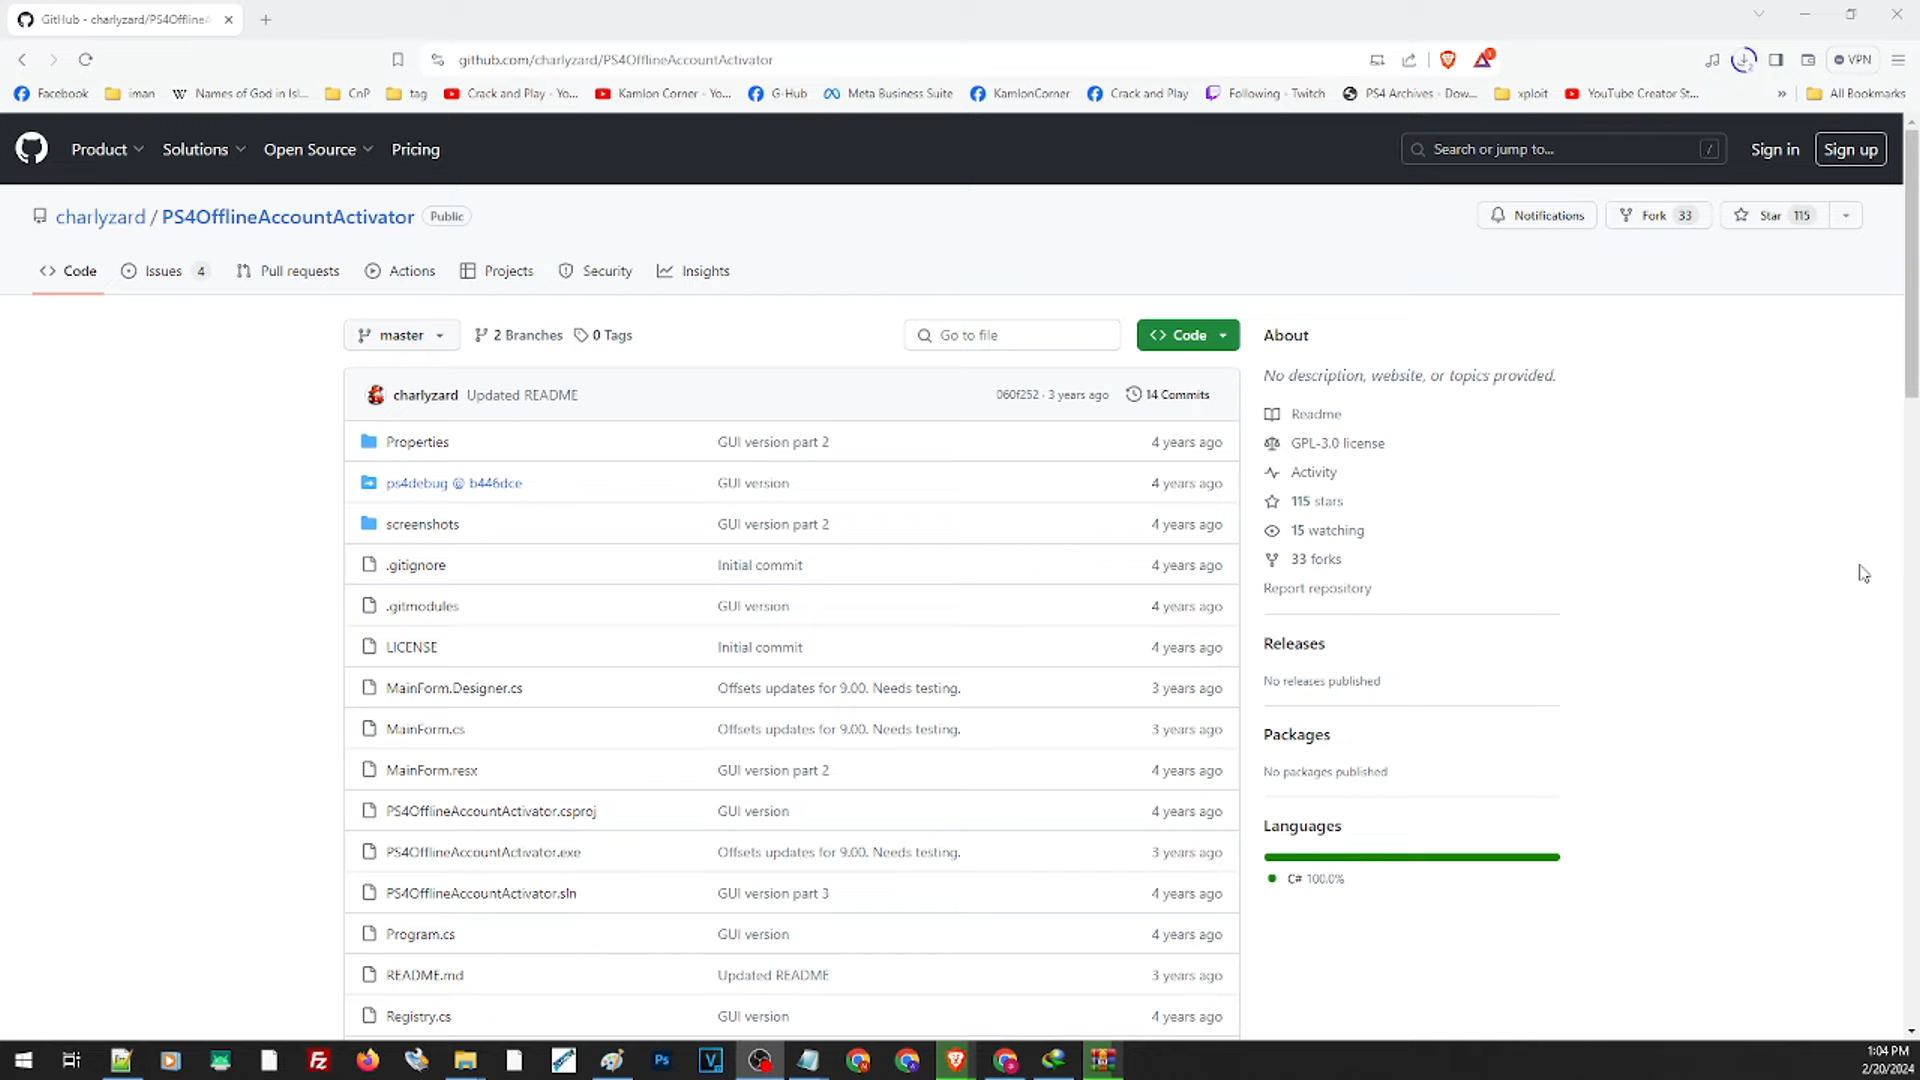 GitHub - charlyzard/PS4OfflineA
github.com/charlyzard/PS4OfflineAccountActivator
1
2
VPN
Facebook
iman
Names of God in Isl...
CnP
tag
Crack and Play - Yo...
Kamlon Corner - Yo...
G-Hub
Meta Business Suite
KamlonCorner
Crack and Play
Following - Twitch
PS4 Archives - Dow...
xploit
YouTube Creator St...
»
All Bookmarks
Product
Solutions
Open Source
Pricing
Search or jump to...
/
Sign in
Sign up
charlyzard / PS4OfflineAccountActivator
Public
Notifications
Fork 33
Star 115
Code
Issues 4
Pull requests
Actions
Projects
Security
Insights
master
2 Branches
0 Tags
Go to file
Code
charlyzard Updated README 060f252 · 3 years ago 14 Commits
Properties GUI version part 2 4 years ago
ps4debug @ b446dce GUI version 4 years ago
screenshots GUI version part 2 4 years ago
.gitignore Initial commit 4 years ago
.gitmodules GUI version 4 years ago
LICENSE Initial commit 4 years ago
MainForm.Designer.cs Offsets updates for 9.00. Needs testing. 3 years ago
MainForm.cs Offsets updates for 9.00. Needs testing. 3 years ago
MainForm.resx GUI version part 2 4 years ago
PS4OfflineAccountActivator.csproj GUI version 4 years ago
PS4OfflineAccountActivator.exe Offsets updates for 9.00. Needs testing. 3 years ago
PS4OfflineAccountActivator.sln GUI version part 3 4 years ago
Program.cs GUI version 4 years ago
README.md Updated README 3 years ago
Registry.cs GUI version 4 years ago
About
No description, website, or topics provided.
Readme
GPL-3.0 license
Activity
115 stars
15 watching
33 forks
Report repository
Releases
No releases published
Packages
No packages published
Languages
C# 100.0%
Fz
Ps
V
1:04 PM
2/20/2024